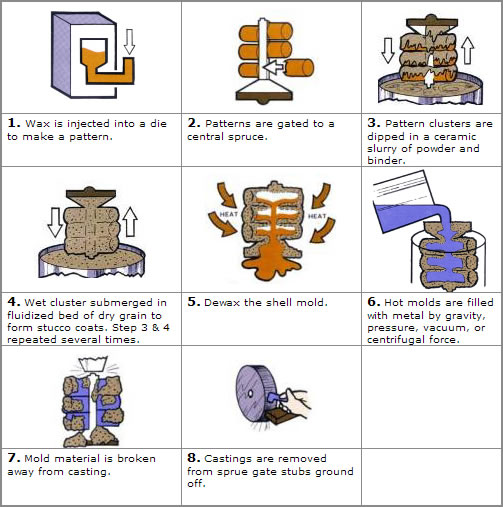 1. Wax is injected into a die
to make a pattern.
2. Patterns are gated to a
central spruce.
3. Pattern clusters are
dipped in a ceramic
slurry of powder and
binder.
HEAT
HEAT
4. Wet cluster submerged in
fluidized bed of dry grain to
form stucco coats. Step 3 & 4
repeated several times.
5. Dewax the shell mold.
6. Hot molds are filled
with metal by gravity,
pressure, vacuum, or
centrifugal force.
7. Mold material is broken
away from casting.
8. Castings are removed
from sprue gate stubs ground
off.